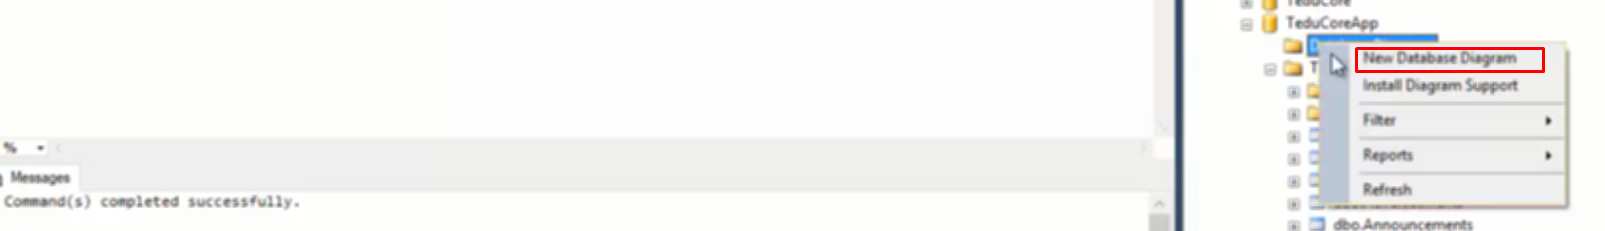 TeduCore
TeduCoreApp
New Database Diagram
Install Diagram Support
Filter
Reports
Refresh
dbo.Announcements
%
Messages
Command(s) completed successfully.